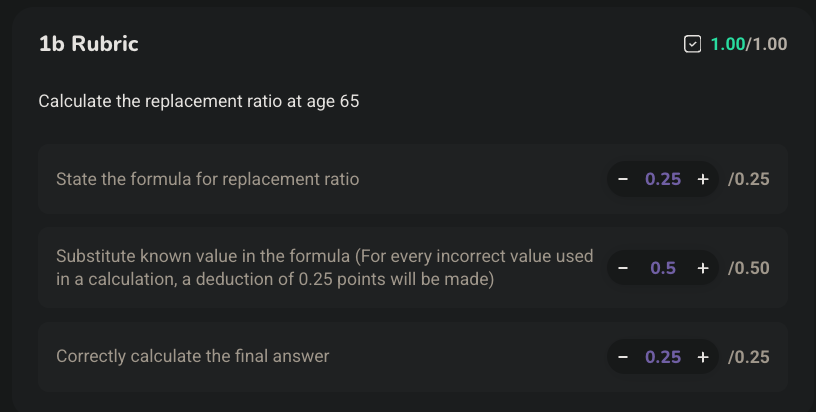 1b Rubric 1.00/1.00
Calculate the replacement ratio at age 65
State the formula for replacement ratio − 0.25 + /0.25
Substitute known value in the formula (For every incorrect value used
in a calculation, a deduction of 0.25 points will be made) − 0.5 + /0.50
Correctly calculate the final answer − 0.25 + /0.25